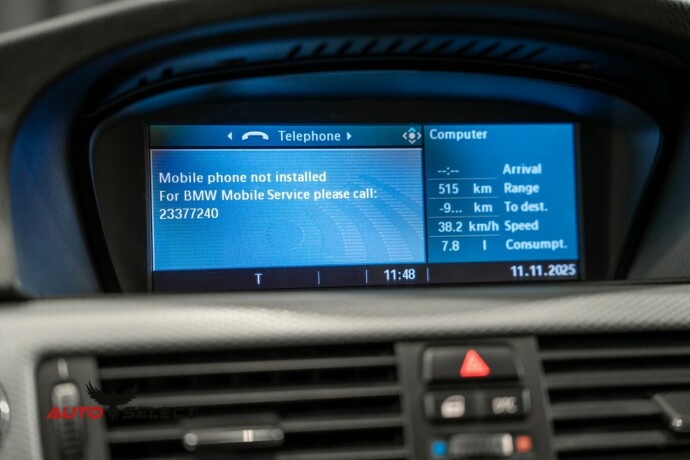 Telephone
Mobile phone not installed
For BMW Mobile Service please call:
23377240
T
11:48
Computer
--:-- Arrival
515 km Range
-9... km To dest.
38.2 km/h Speed
7.8 l Consumpt.
11.11.2025
AUTO SELECT